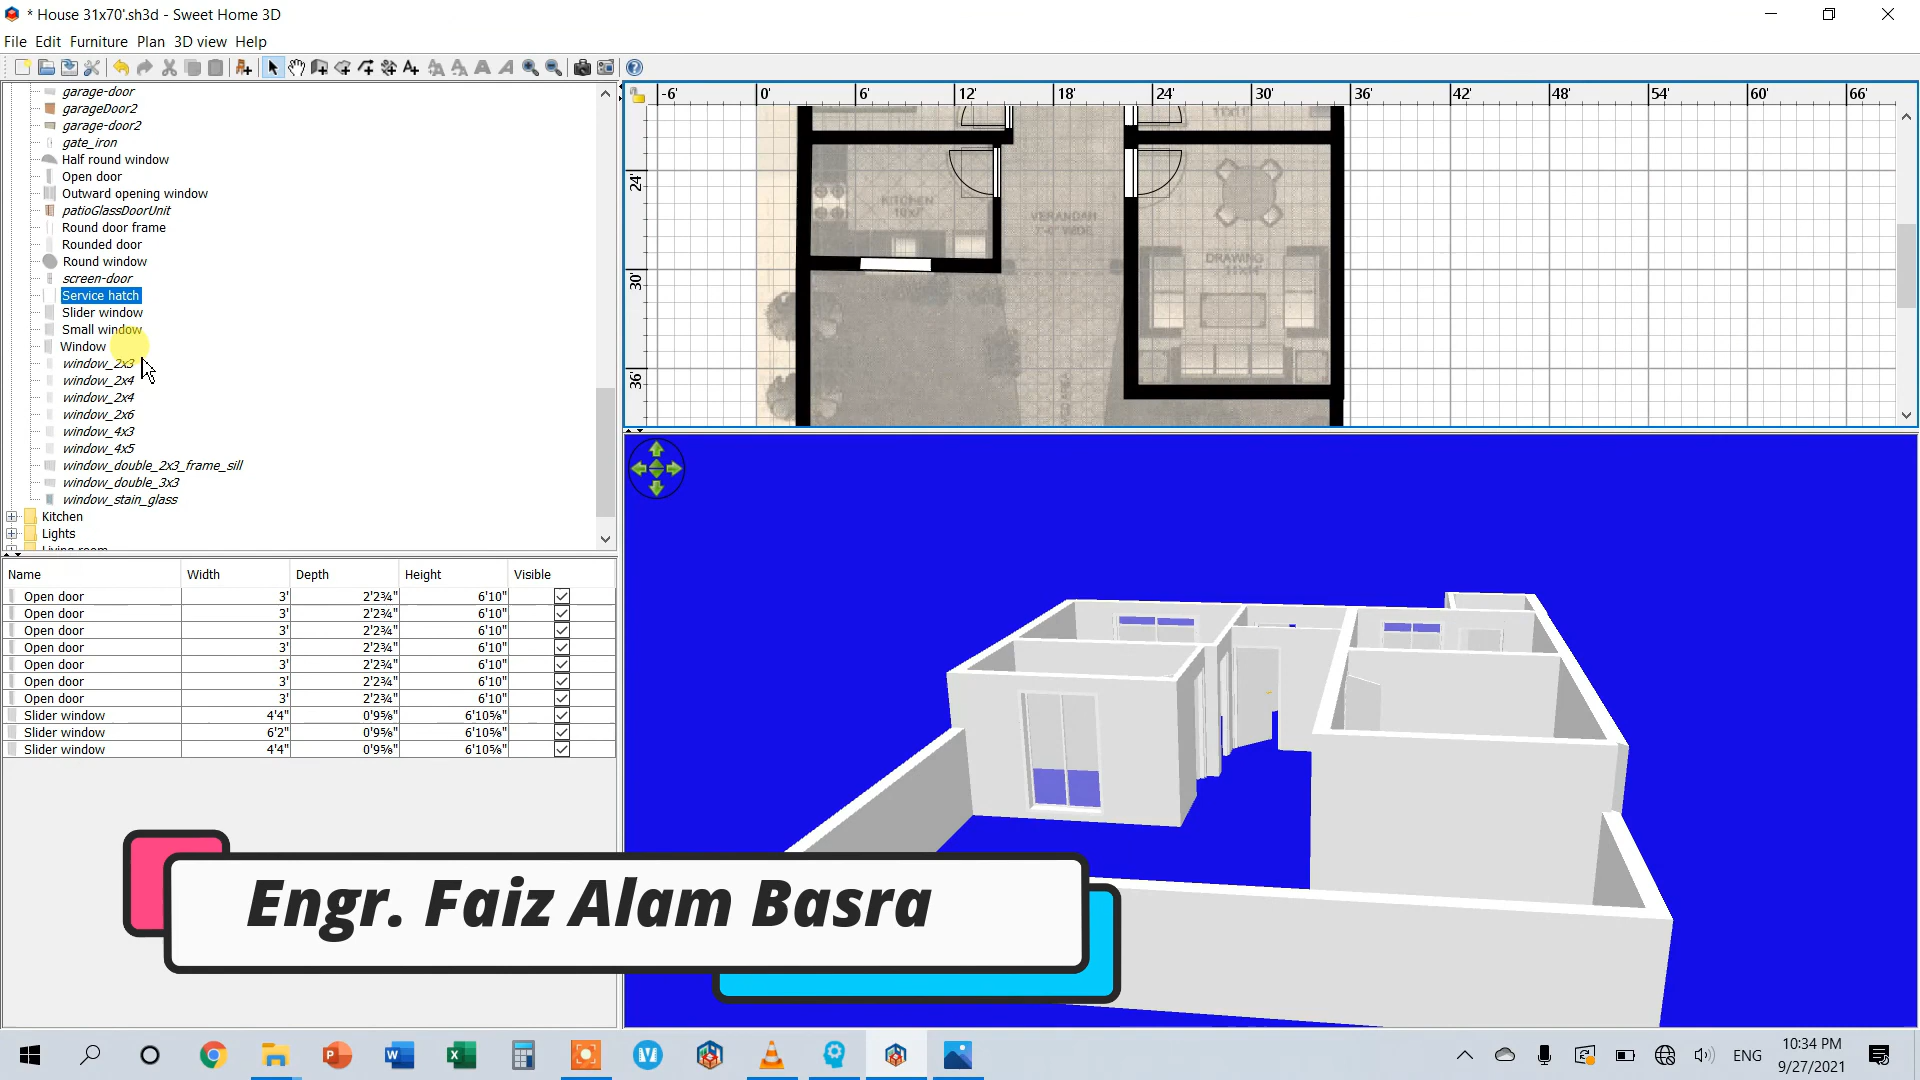 * House 31x70'.sh3d - Sweet Home 3D
File Edit Furniture Plan 3D view Help
garage-door
garageDoor2
garage-door2
gate_iron
Half round window
Open door
Outward opening window
patioGlassDoorUnit
Round door frame
Rounded door
Round window
screen-door
Service hatch
Slider window
Small window
Window
window_2x3
window_2x4
window_2x4
window_2x6
window_4x3
window_4x5
window_double_2x3_frame_sill
window_double_3x3
window_stain_glass
Kitchen
Lights
Living room
-6' 0' 6' 12' 18' 24' 30' 36' 42' 48' 54' 60' 66'
24'
30'
36'
KITCHEN
10'x7'
VERANDAH
7'-0" WIDE
DRAWING
Name Width Depth Height Visible
Open door 3' 2'2¾" 6'10"
Open door 3' 2'2¾" 6'10"
Open door 3' 2'2¾" 6'10"
Open door 3' 2'2¾" 6'10"
Open door 3' 2'2¾" 6'10"
Open door 3' 2'2¾" 6'10"
Open door 3' 2'2¾" 6'10"
Slider window 4'4" 0'9⅝" 6'10⅝"
Slider window 6'2" 0'9⅝" 6'10⅝"
Slider window 4'4" 0'9⅝" 6'10⅝"
Engr. Faiz Alam Basra
ENG
10:34 PM
9/27/2021